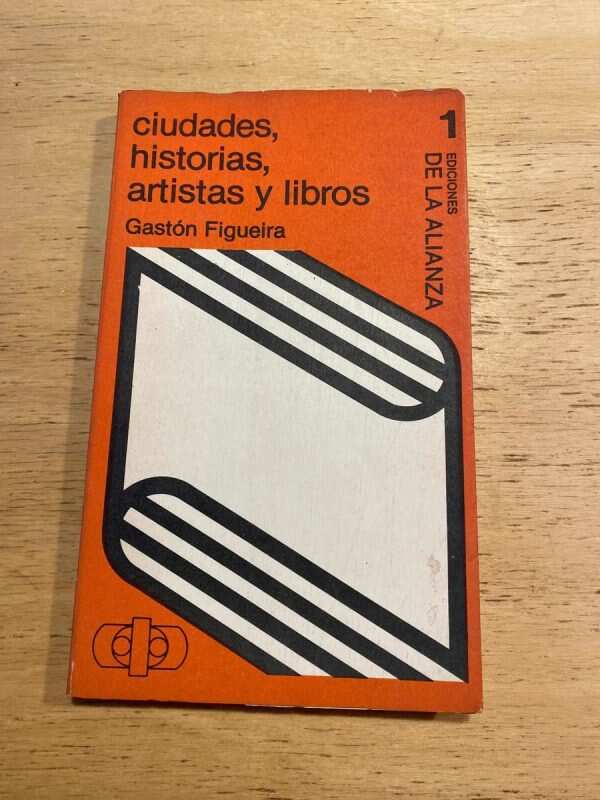 ciudades,
historias,
artistas y libros
Gastón Figueira
1
EDICIONES
DE LA ALIANZA